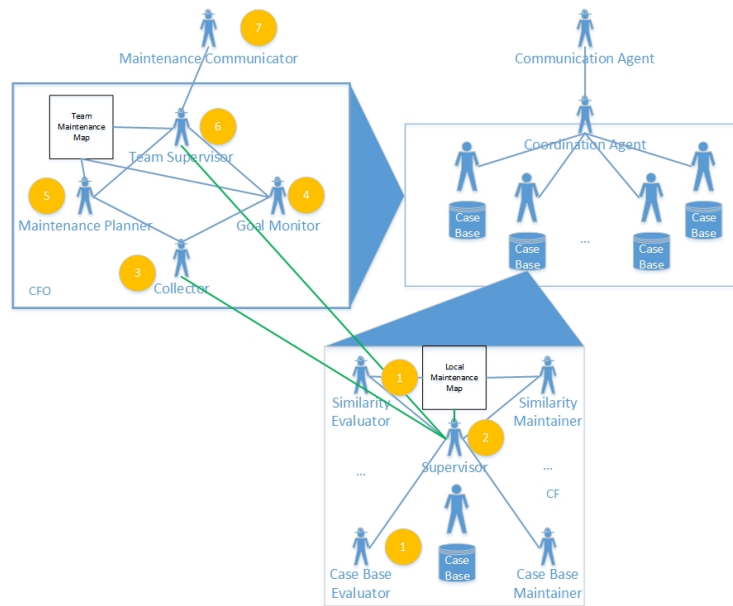 7
Maintenance Communicator
Communication Agent
Team
Maintenance
Map
6
Team Supervisor
Coordination Agent
5
Maintenance Planner
4
Goal Monitor
3
Collector
CFO
Case
Base
Case
Base
...
Case
Base
Case
Base
1
Local
Maintenance
Map
Similarity
Evaluator
Similarity
Maintainer
2
Supervisor
...
...
CF
1
Case
Base
Case Base
Evaluator
Case Base
Maintainer